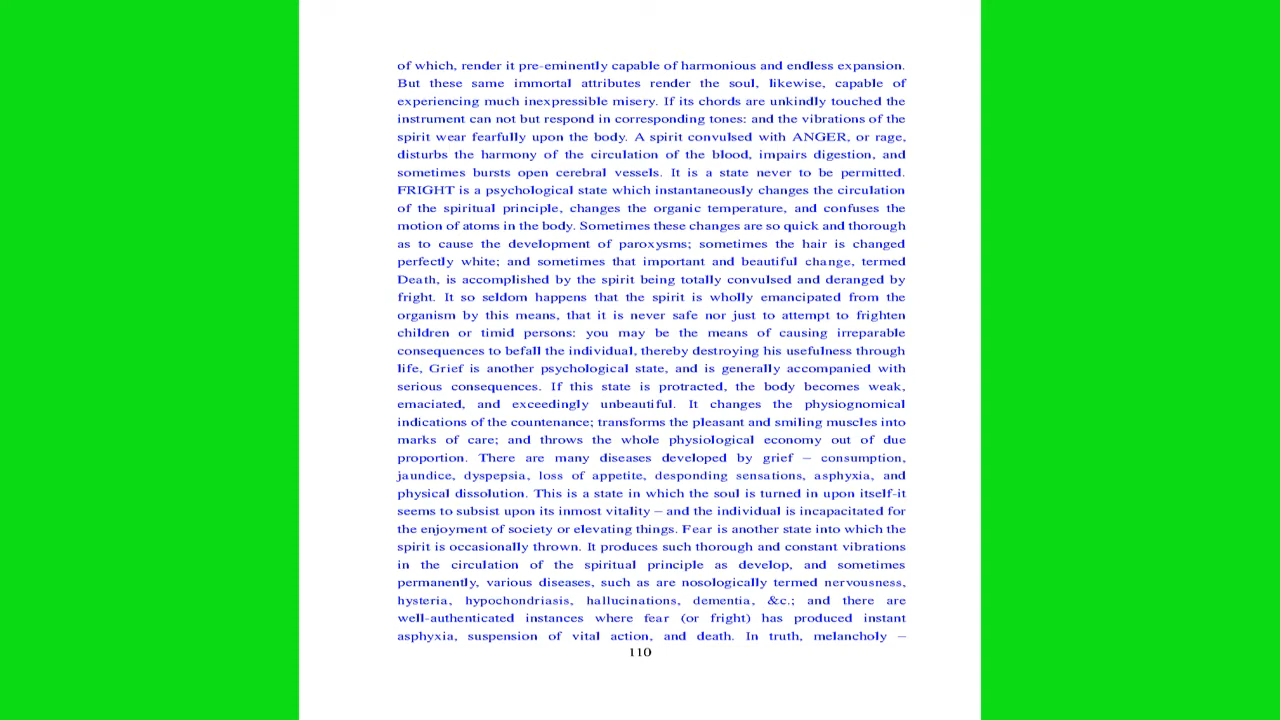 of which, render it pre-eminently capable of harmonious and endless expansion.
But these same immortal attributes render the soul, likewise, capable of
experiencing much inexpressible misery. If its chords are unkindly touched the
instrument can not but respond in corresponding tones: and the vibrations of the
spirit wear fearfully upon the body. A spirit convulsed with ANGER, or rage,
disturbs the harmony of the circulation of the blood, impairs digestion, and
sometimes bursts open cerebral vessels. It is a state never to be permitted.
FRIGHT is a psychological state which instantaneously changes the circulation
of the spiritual principle, changes the organic temperature, and confuses the
motion of atoms in the body. Sometimes these changes are so quick and thorough
as to cause the development of paroxysms; sometimes the hair is changed
perfectly white; and sometimes that important and beautiful change, termed
Death, is accomplished by the spirit being totally convulsed and deranged by
fright. It so seldom happens that the spirit is wholly emancipated from the
organism by this means, that it is never safe nor just to attempt to frighten
children or timid persons: you may be the means of causing irreparable
consequences to befall the individual, thereby destroying his usefulness through
life, Grief is another psychological state, and is generally accompanied with
serious consequences. If this state is protracted, the body becomes weak,
emaciated, and exceedingly unbeautiful. It changes the physiognomical
indications of the countenance; transforms the pleasant and smiling muscles into
marks of care; and throws the whole physiological economy out of due
proportion. There are many diseases developed by grief – consumption,
jaundice, dyspepsia, loss of appetite, desponding sensations, asphyxia, and
physical dissolution. This is a state in which the soul is turned in upon itself-it
seems to subsist upon its inmost vitality – and the individual is incapacitated for
the enjoyment of society or elevating things. Fear is another state into which the
spirit is occasionally thrown. It produces such thorough and constant vibrations
in the circulation of the spiritual principle as develop, and sometimes
permanently, various diseases, such as are nosologically termed nervousness,
hysteria, hypochondriasis, hallucinations, dementia, &c.; and there are
well-authenticated instances where fear (or fright) has produced instant
asphyxia, suspension of vital action, and death. In truth, melancholy –
110